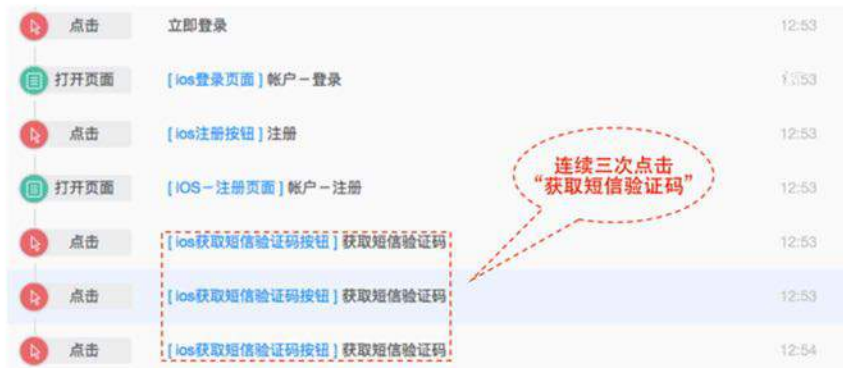 点击 立即登录 12:53
打开页面 [ios登录页面]帐户－登录 12:53
点击 [ios注册按钮]注册 12:53
连续三次点击
“获取短信验证码”
打开页面 [IOS－注册页面]帐户－注册 12:53
点击 [ios获取短信验证码按钮]获取短信验证码 12:53
点击 [ios获取短信验证码按钮]获取短信验证码 12:53
点击 [ios获取短信验证码按钮]获取短信验证码 12:54